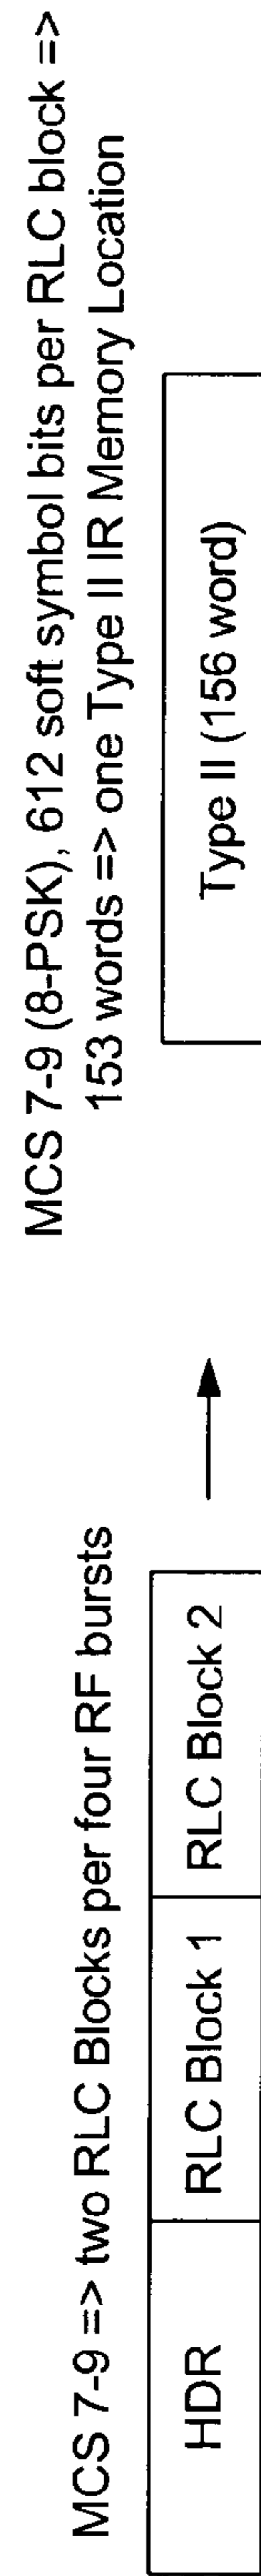 MCS 7-9 => two RLC Blocks per four RF bursts
HDR
RLC Block 1
RLC Block 2
MCS 7-9 (8-PSK), 612 soft symbol bits per RLC block =>
153 words => one Type II IR Memory Location
Type II (156 word)